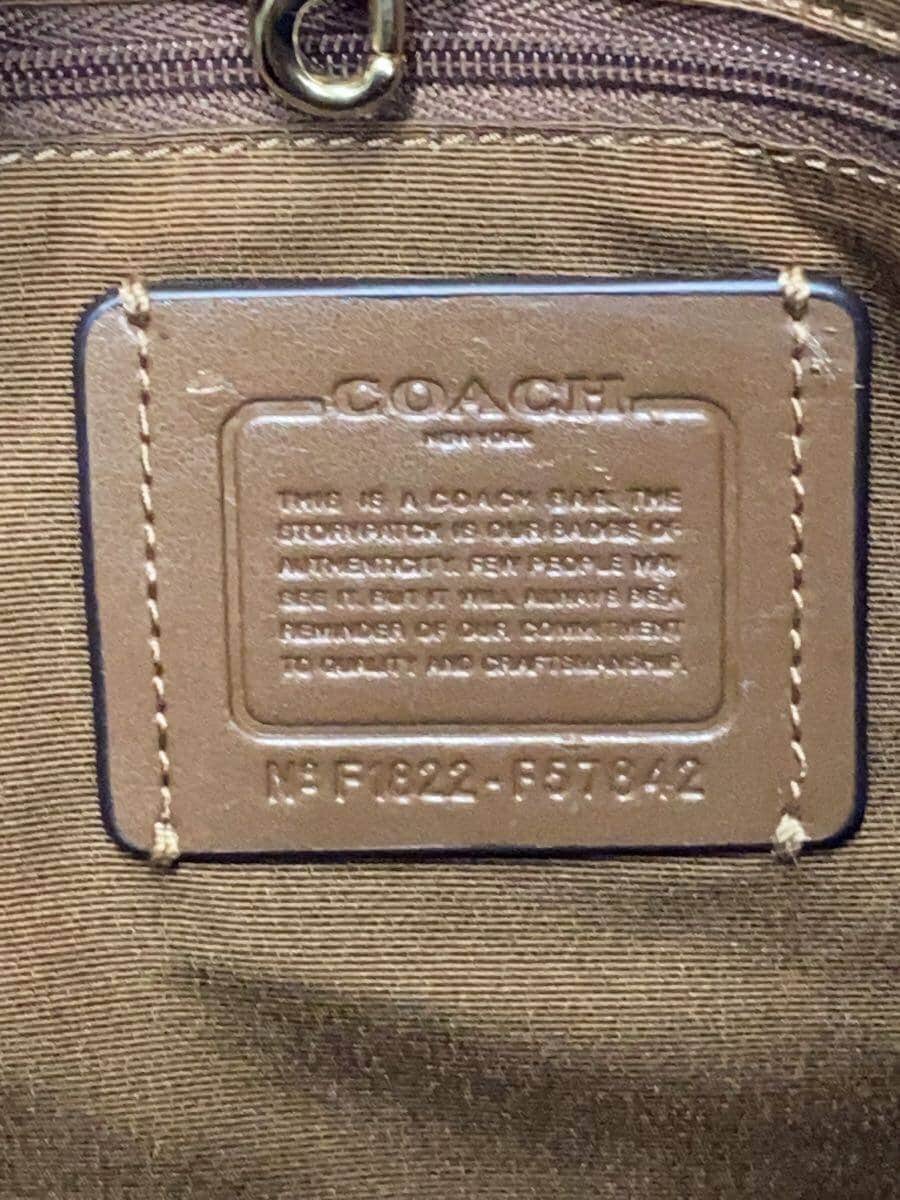 COACH
NEW YORK
THIS IS A COACH BAG. THE
STORYPATCH IS OUR BADGE OF
AUTHENTICITY. FEW PEOPLE MAY
SEE IT, BUT IT WILL ALWAYS BE A
REMINDER OF OUR COMMITMENT
TO QUALITY AND CRAFTSMANSHIP.
Nº F1822-F57842